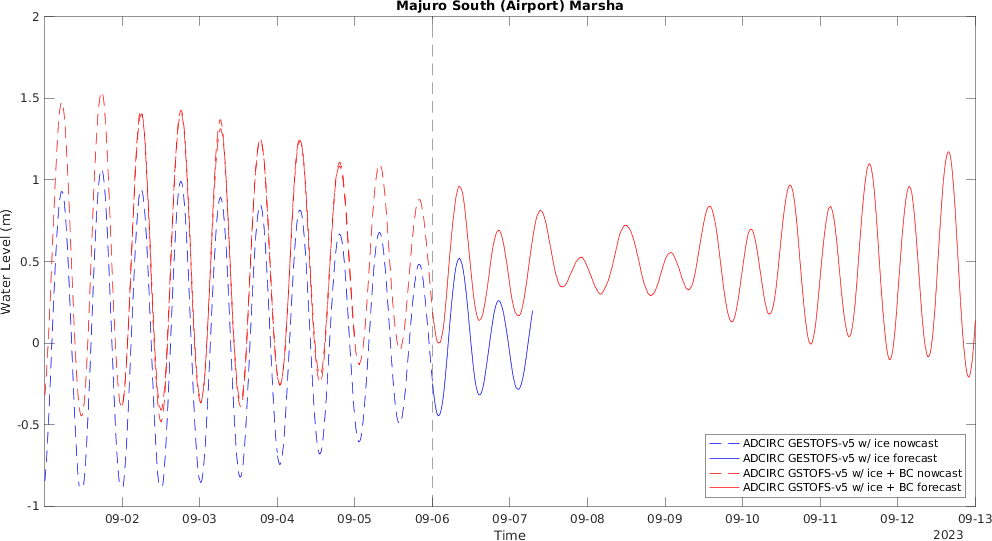 Majuro South (Airport) Marsha
2
1.5
1
0.5
0
-0.5
-1
Water Level (m)
ADCIRC GESTOFS-v5 w/ ice nowcast
ADCIRC GESTOFS-v5 w/ ice forecast
ADCIRC GSTOFS-v5 w/ ice + BC nowcast
ADCIRC GSTOFS-v5 w/ ice + BC forecast
09-02 09-03 09-04 09-05 09-06 09-07 09-08 09-09 09-10 09-11 09-12 09-13
Time
2023